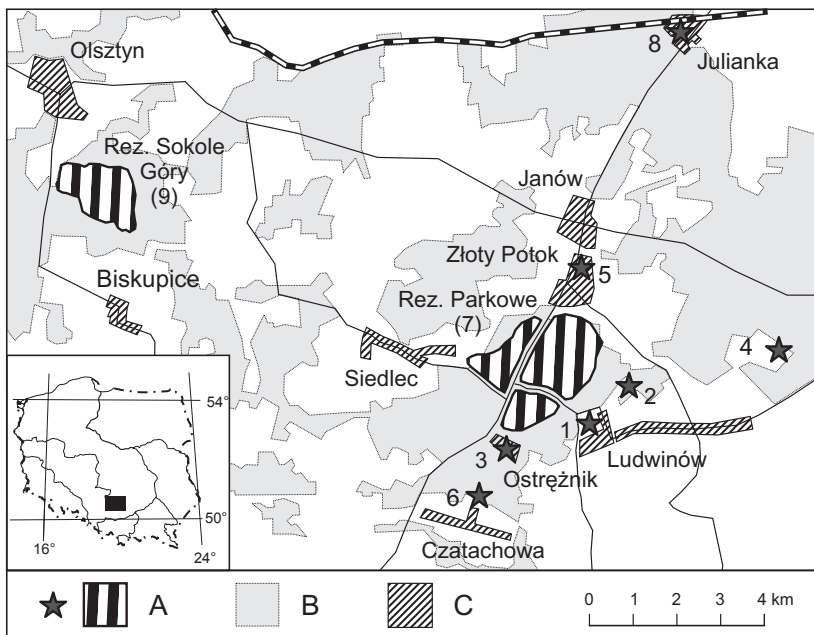 8
Olsztyn
Julianka
Rez. Sokole
Góry
(9)
Janów
Złoty Potok
5
Biskupice
Rez. Parkowe
(7)
4
Siedlec
2
1
54°
3
Ludwinów
Ostrężnik
6
50°
16°
24°
Czatachowa
A
B
C
0 1 2 3 4 km